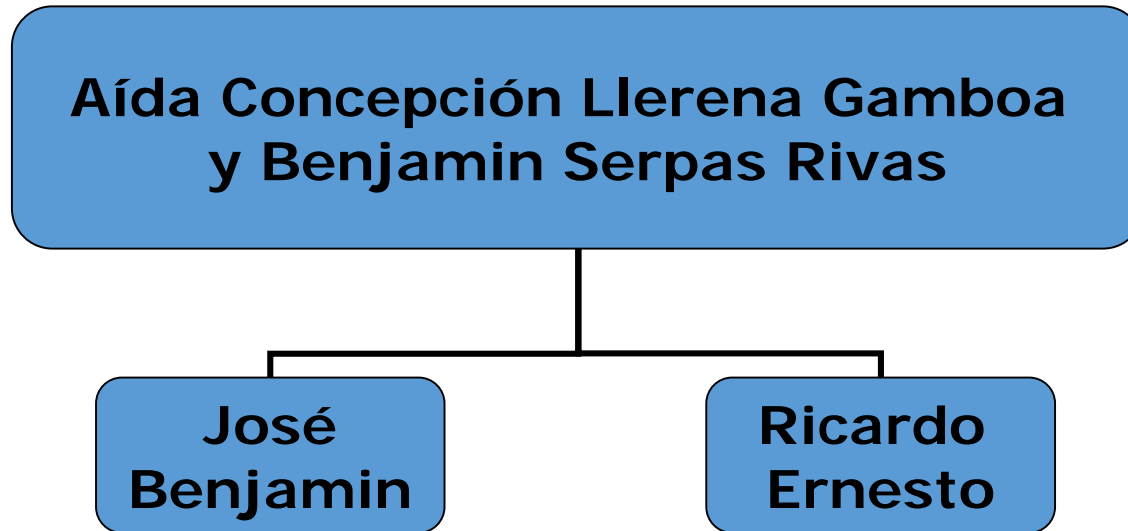 Aída Concepción Llerena Gamboa
y Benjamin Serpas Rivas
José
Benjamin
Ricardo
Ernesto